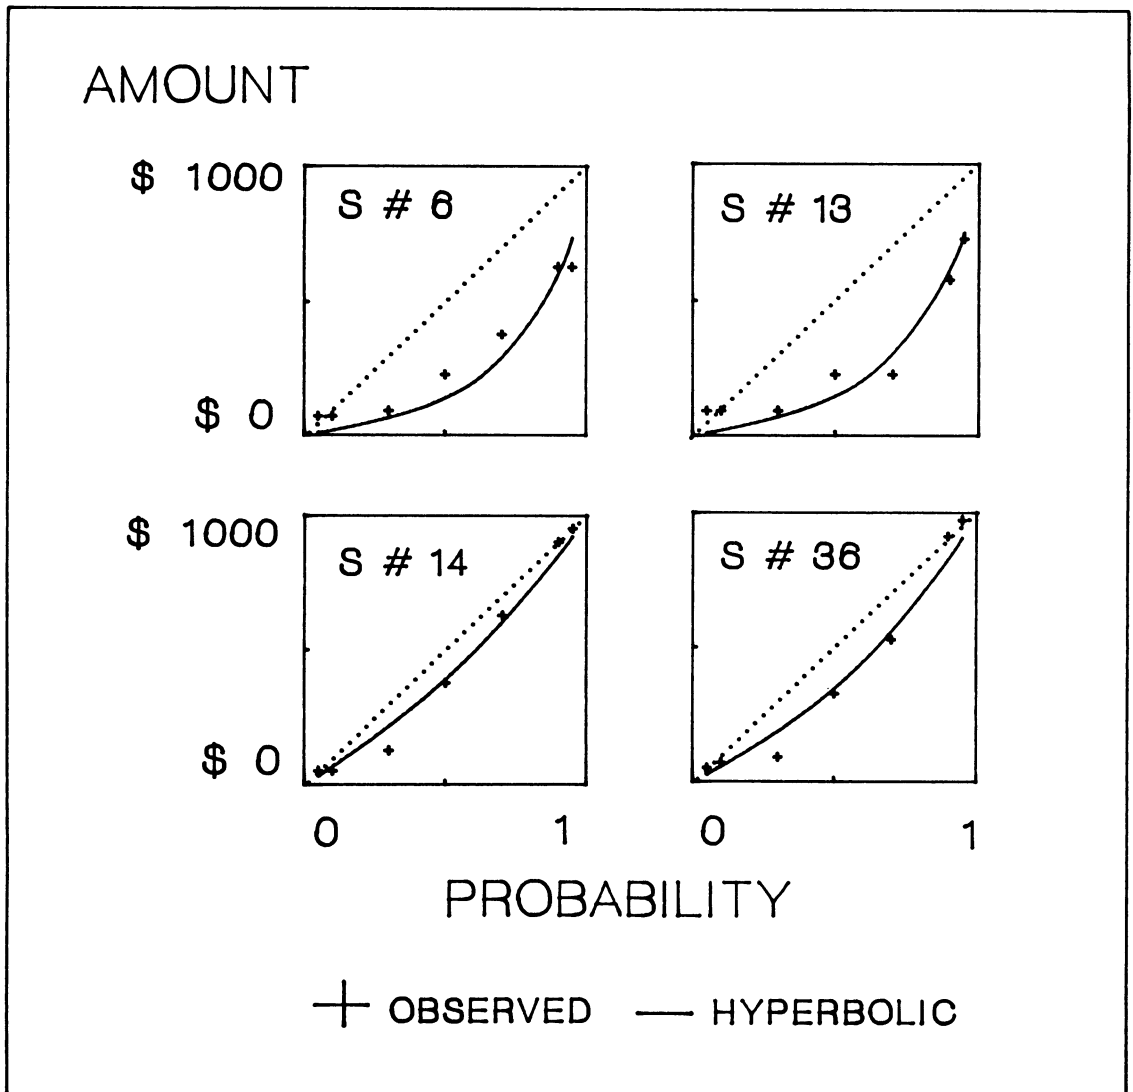 AMOUNT
$ 1000
S # 6
S # 13
$ 0
$ 1000
S # 14
S # 36
$ 0
0 1 0 1
PROBABILITY
OBSERVED HYPERBOLIC